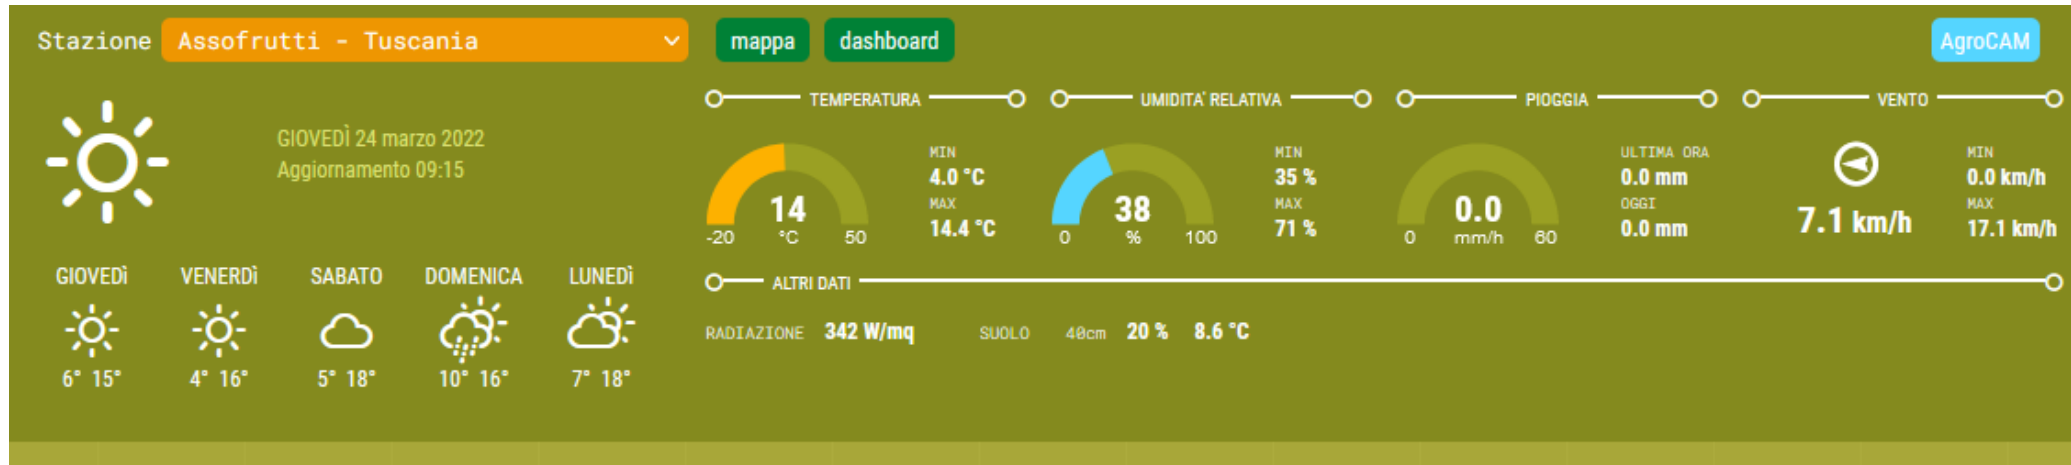 Stazione Assofrutti - Tuscania mappa dashboard AgroCAM
GIOVEDÌ 24 marzo 2022
Aggiornamento 09:15
GIOVEDÌ VENERDÌ SABATO DOMENICA LUNEDÌ
6° 15° 4° 16° 5° 18° 10° 16° 7° 18°
TEMPERATURA
14
°C
-20 50
MIN
4.0 °C
MAX
14.4 °C
UMIDITA' RELATIVA
38
%
0 100
MIN
35 %
MAX
71 %
PIOGGIA
0.0
mm/h
0 60
ULTIMA ORA
0.0 mm
OGGI
0.0 mm
VENTO
7.1 km/h
MIN
0.0 km/h
MAX
17.1 km/h
ALTRI DATI
RADIAZIONE 342 W/mq SUOLO 40cm 20 % 8.6 °C